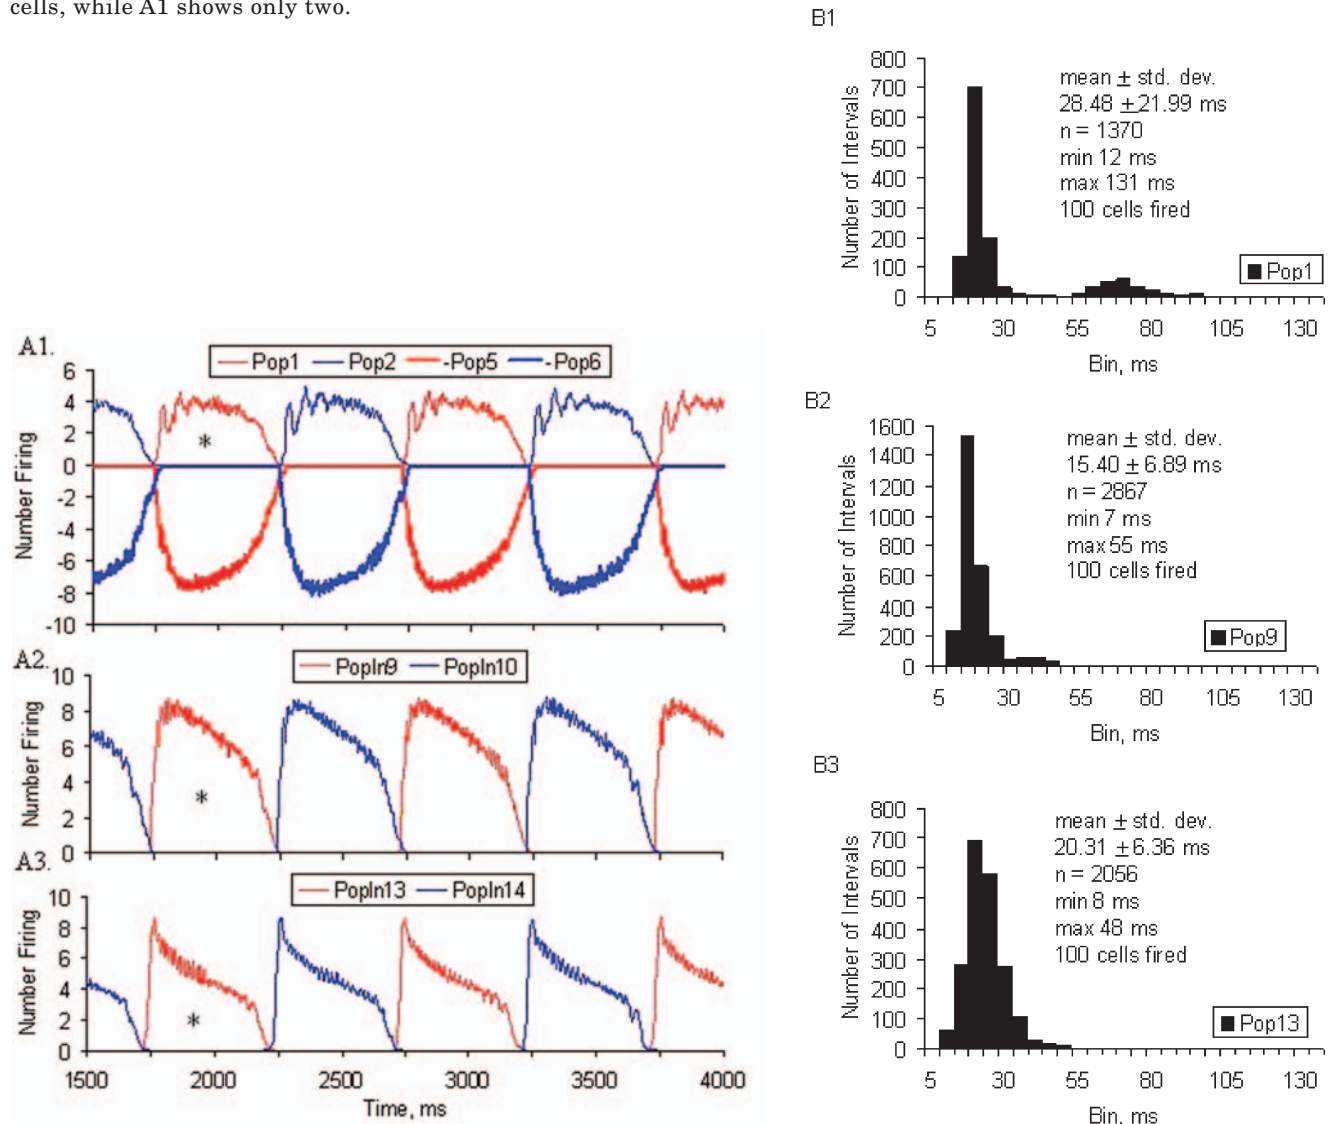 cells, while A1 shows only two.
A1.
Pop1 Pop2 -Pop5 -Pop6
6
4
2
0
-2
-4
-6
-8
-10
Number Firing
*
A2.
PopIn9 PopIn10
10
8
6
4
2
0
Number Firing
*
A3.
PopIn13 PopIn14
10
8
6
4
2
0
Number Firing
*
1500 2000 2500 3000 3500 4000
Time, ms
B1
800
700
600
500
400
300
200
100
0
Number of Intervals
mean ± std. dev.
28.48 ±21.99 ms
n = 1370
min 12 ms
max 131 ms
100 cells fired
Pop1
5 30 55 80 105 130
Bin, ms
B2
1600
1400
1200
1000
800
600
400
200
0
Number of Intervals
mean ± std. dev.
15.40 ± 6.89 ms
n = 2867
min 7 ms
max 55 ms
100 cells fired
Pop9
5 30 55 80 105 130
Bin, ms
B3
800
700
600
500
400
300
200
100
0
Number of Intervals
mean ± std. dev.
20.31 ±6.36 ms
n = 2056
min 8 ms
max 48 ms
100 cells fired
Pop13
5 30 55 80 105 130
Bin, ms